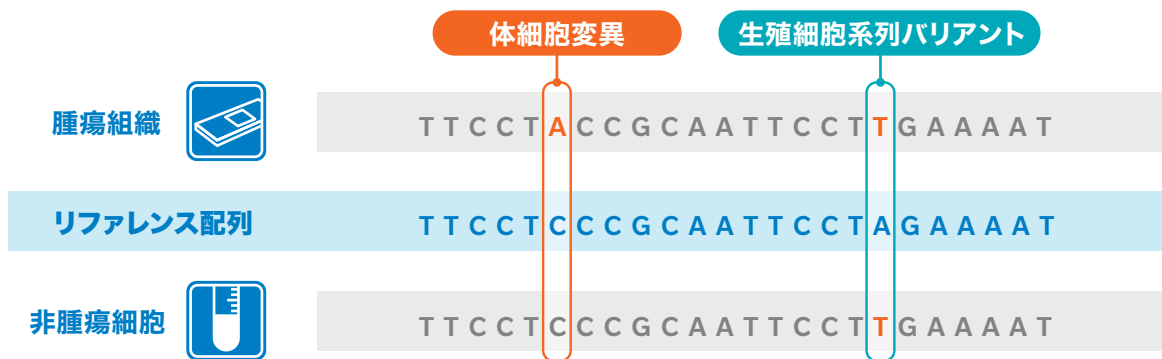 体細胞変異 生殖細胞系列バリアント
腫瘍組織 TTCCTACCGCAATTCCTTGAAAAT
リファレンス配列 TTCCTCCCGCAATTCCTAGAAAAT
非腫瘍細胞 TTCCTCCCGCAATTCCTTGAAAAT